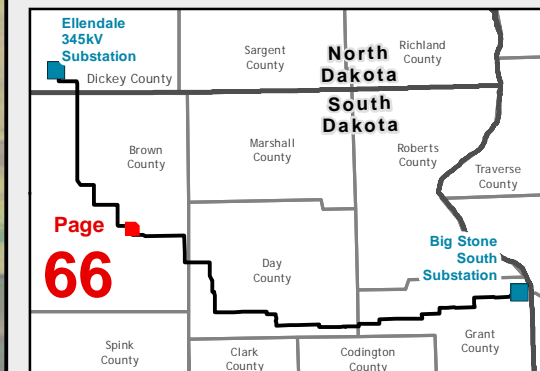 Ellendale
345kV
Substation
Dickey County
Sargent
County
North
Dakota
Richland
County
South
Dakota
Brown
County
Marshall
County
Roberts
County
Traverse
County
Page
66
Day
County
Big Stone
South
Substation
Spink
County
Clark
County
Codington
County
Grant
County